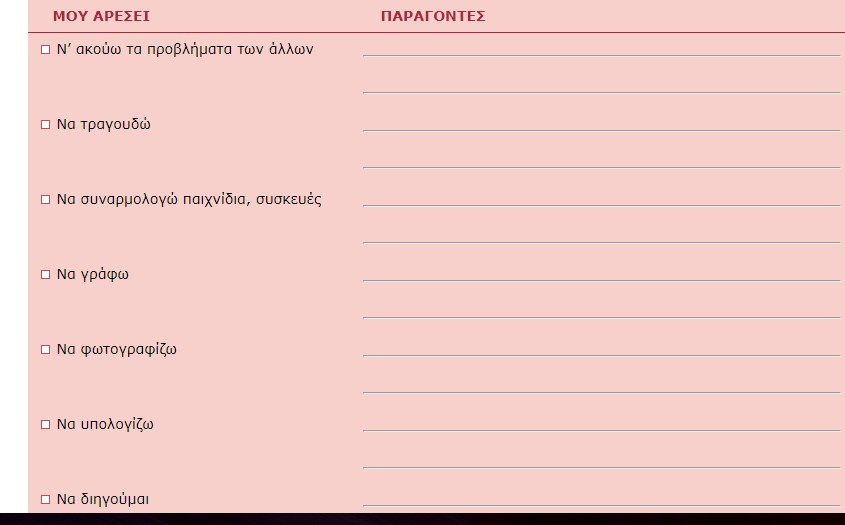 ΜΟΥ ΑΡΕΣΕΙ ΠΑΡΑΓΟΝΤΕΣ
Ν’ ακούω τα προβλήματα των άλλων
Να τραγουδώ
Να συναρμολογώ παιχνίδια, συσκευές
Να γράφω
Να φωτογραφίζω
Να υπολογίζω
Να διηγούμαι